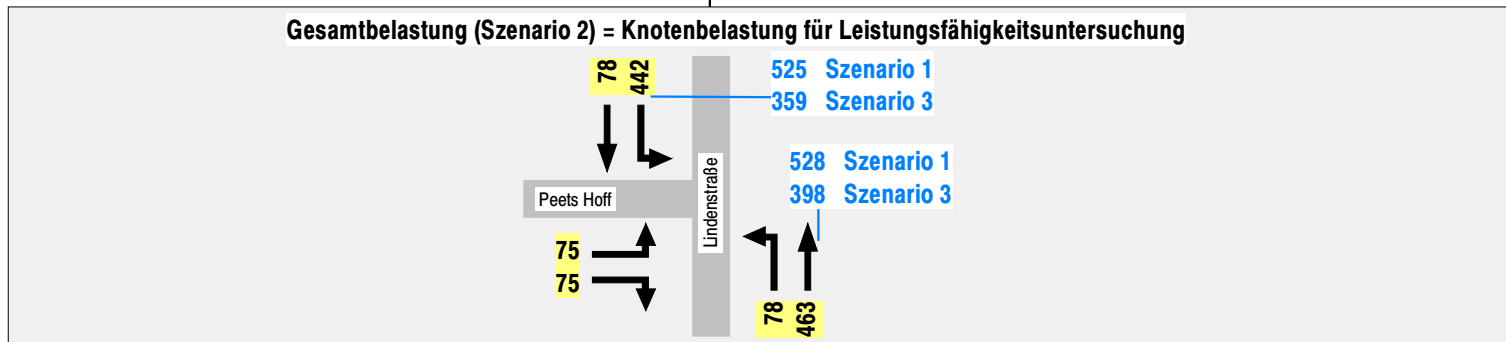 Gesamtbelastung (Szenario 2) = Knotenbelastung für Leistungsfähigkeitsuntersuchung
78
442
525 Szenario 1
359 Szenario 3
528 Szenario 1
398 Szenario 3
Peets Hoff
Lindenstraße
75
75
78
463